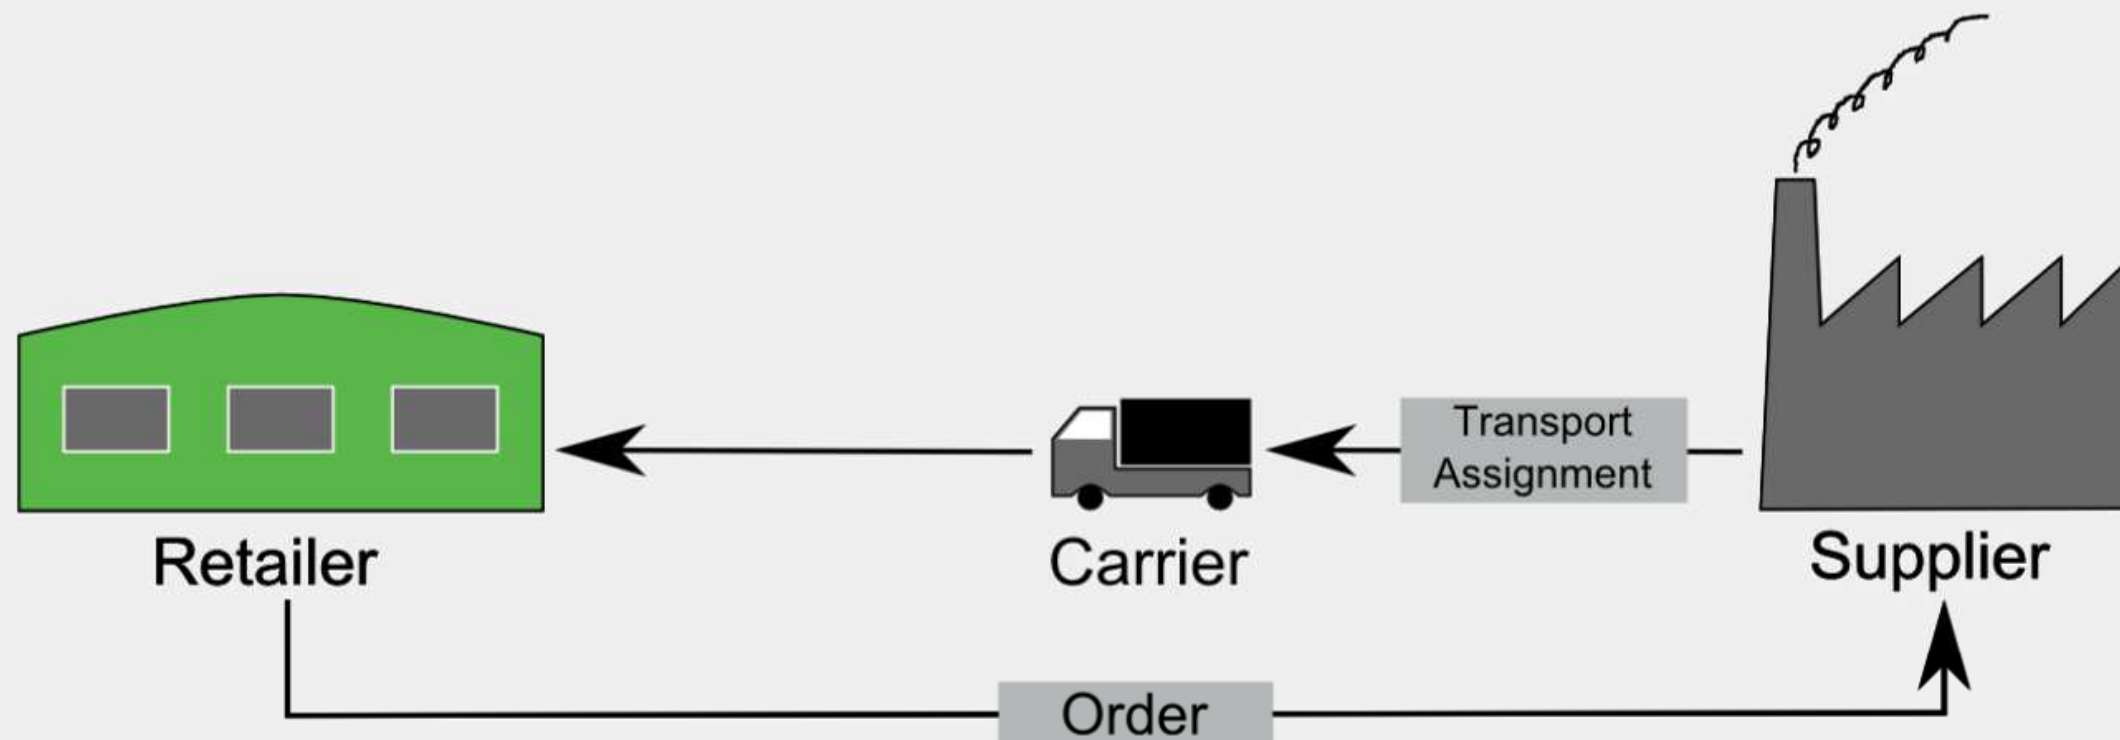 Transport
Assignment
Retailer
Carrier
Supplier
Order